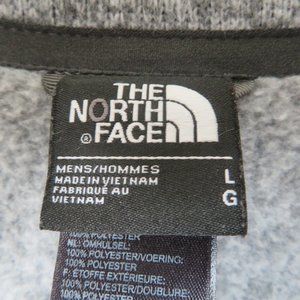 THE
NORTH
® FACE
MENS/HOMMES
MADE IN VIETNAM
FABRIQUÉ AU
VIETNAM
L
G
100% POLYESTER
NL: OMHULSEL:
100% POLYESTER/VOERING:
100% POLYESTER
F: ÉTOFFE EXTÉRIEURE:
100% POLYESTER/DOUBLURE:
100% POLYESTER